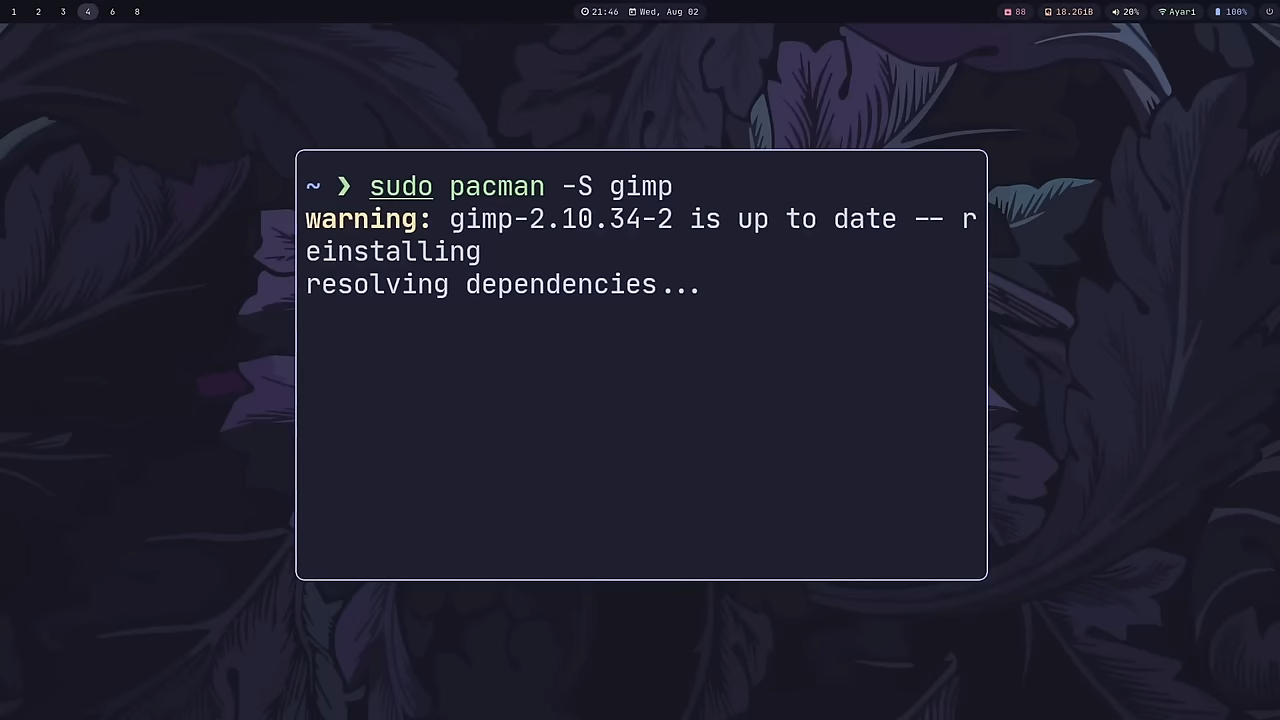 1 2 3 4 6 8 21:46 Wed, Aug 02 88 18.2GiB 20% Ayari 100%
~ ❯ sudo pacman -S gimp
warning: gimp-2.10.34-2 is up to date -- r
einstalling
resolving dependencies...